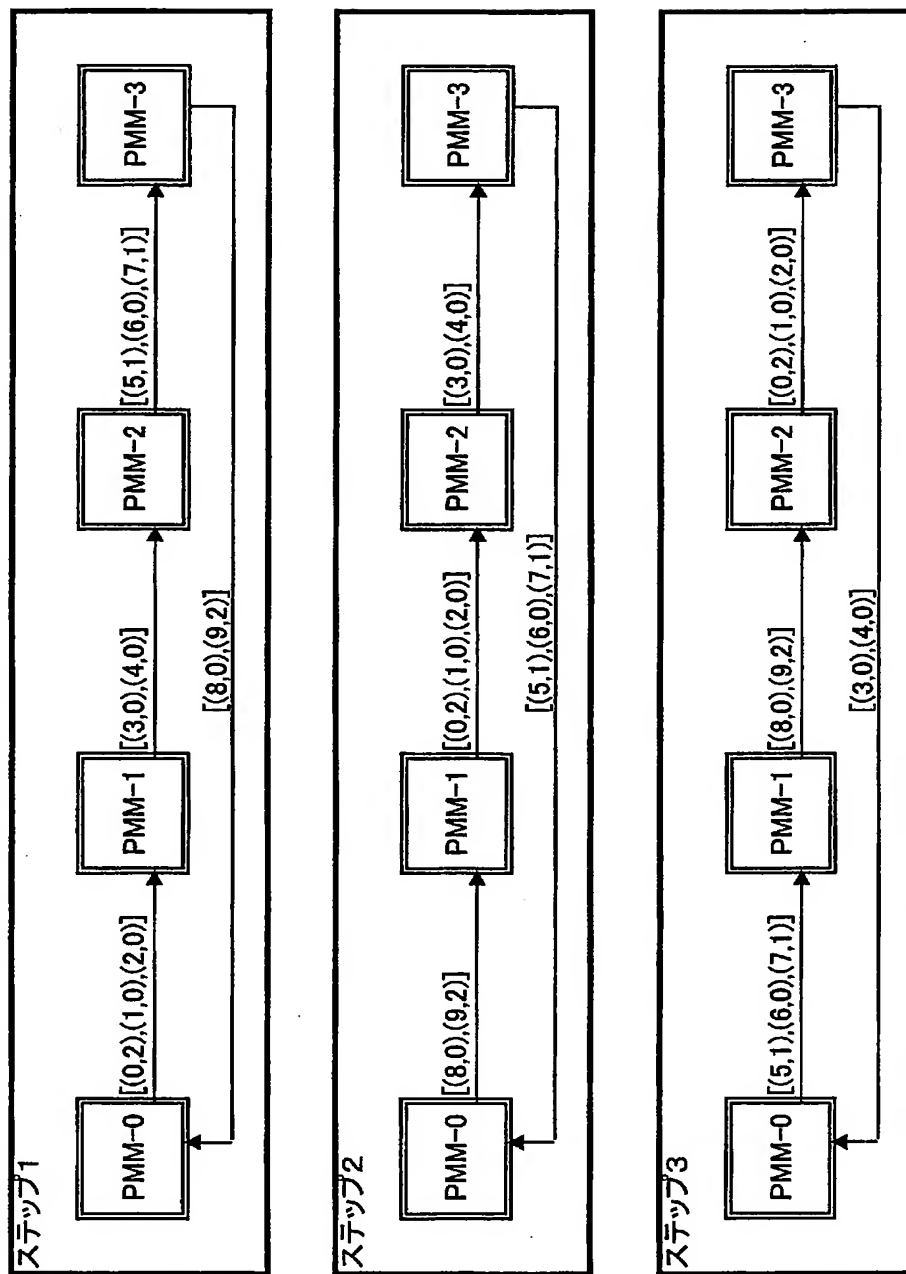 ステップ1
PMM-0
[(0,2),(1,0),(2,0)]
PMM-1
[(3,0),(4,0)]
PMM-2
[(5,1),(6,0),(7,1)]
PMM-3
[(8,0),(9,2)]
ステップ2
PMM-0
[(8,0),(9,2)]
PMM-1
[(0,2),(1,0),(2,0)]
PMM-2
[(3,0),(4,0)]
PMM-3
[(5,1),(6,0),(7,1)]
ステップ3
PMM-0
[(5,1),(6,0),(7,1)]
PMM-1
[(8,0),(9,2)]
PMM-2
[(0,2),(1,0),(2,0)]
PMM-3
[(3,0),(4,0)]